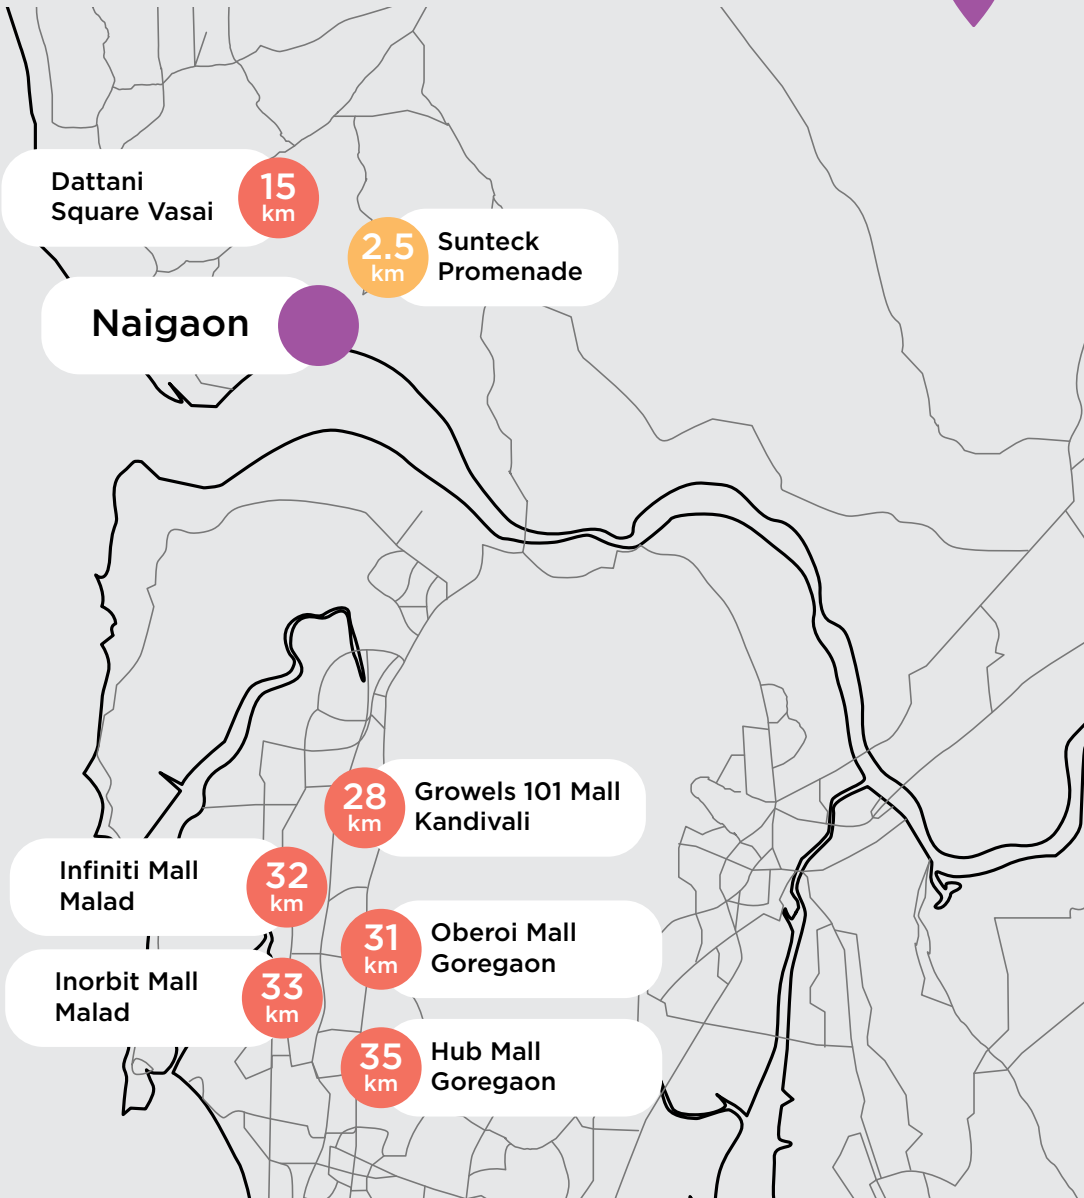 Dattani
Square Vasai
15
km
2.5
km
Sunteck
Promenade
Naigaon
28
km
Growels 101 Mall
Kandivali
Infiniti Mall
Malad
32
km
31
km
Oberoi Mall
Goregaon
Inorbit Mall
Malad
33
km
35
km
Hub Mall
Goregaon